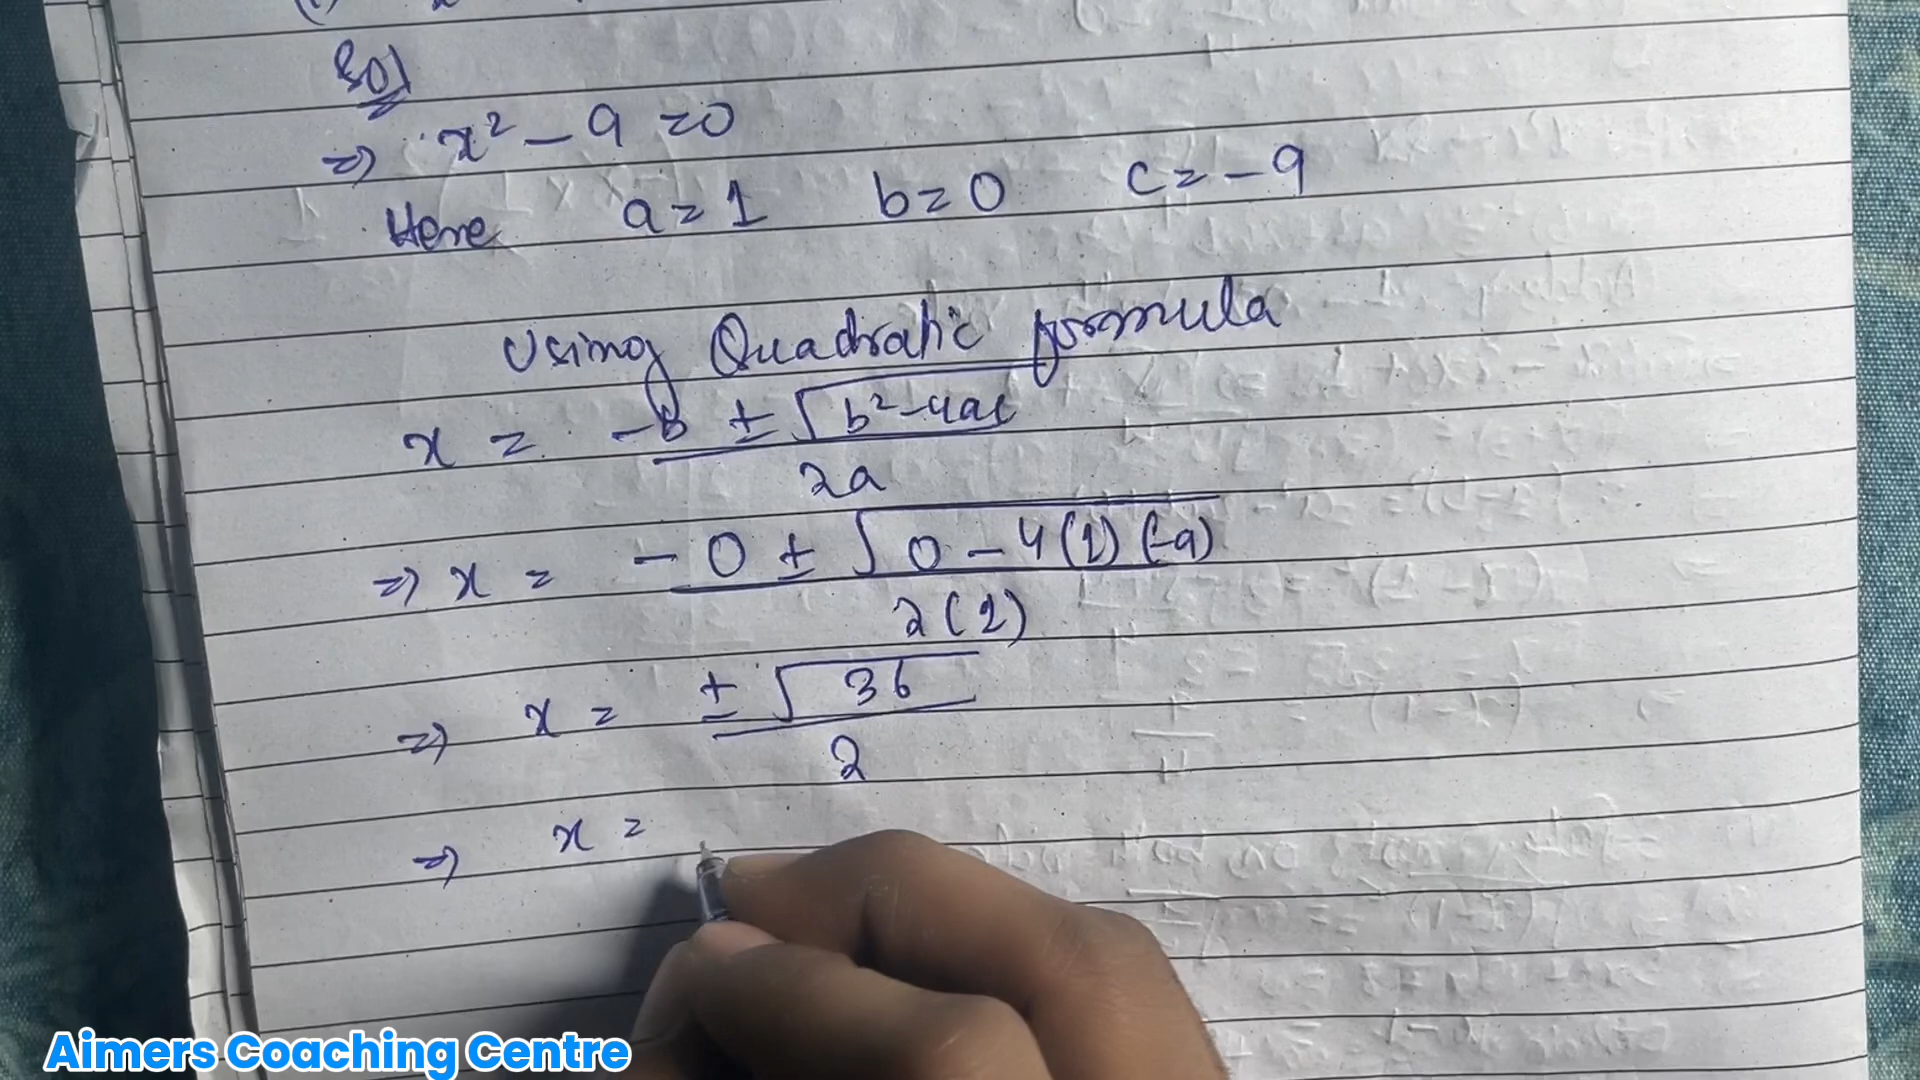 Sol
⇒ x² - 9 = 0
Here a = 1 b = 0 c = - 9
Using Quadratic formula
x = -b ± √b² - 4ac
2a
⇒ x = - 0 ± √0 - 4(1)(-9)
2(1)
⇒ x = ± √36
2
⇒ x =
Aimers Coaching Centre